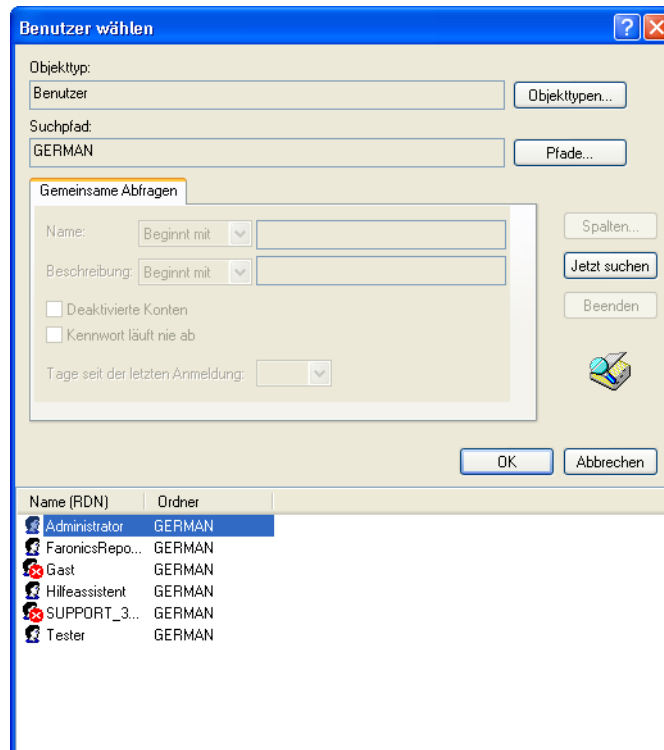 Benutzer wählen
Objekttyp:
Benutzer
Objekttypen...
Suchpfad:
GERMAN
Pfade...
Gemeinsame Abfragen
Name:
Beginnt mit
Spalten...
Beschreibung:
Beginnt mit
Jetzt suchen
Deaktivierte Konten
Beenden
Kennwort läuft nie ab
Tage seit der letzten Anmeldung:
OK
Abbrechen
Name (RDN) Ordner
Administrator GERMAN
FaronicsRepo... GERMAN
Gast GERMAN
Hilfeassistent GERMAN
SUPPORT_3... GERMAN
Tester GERMAN